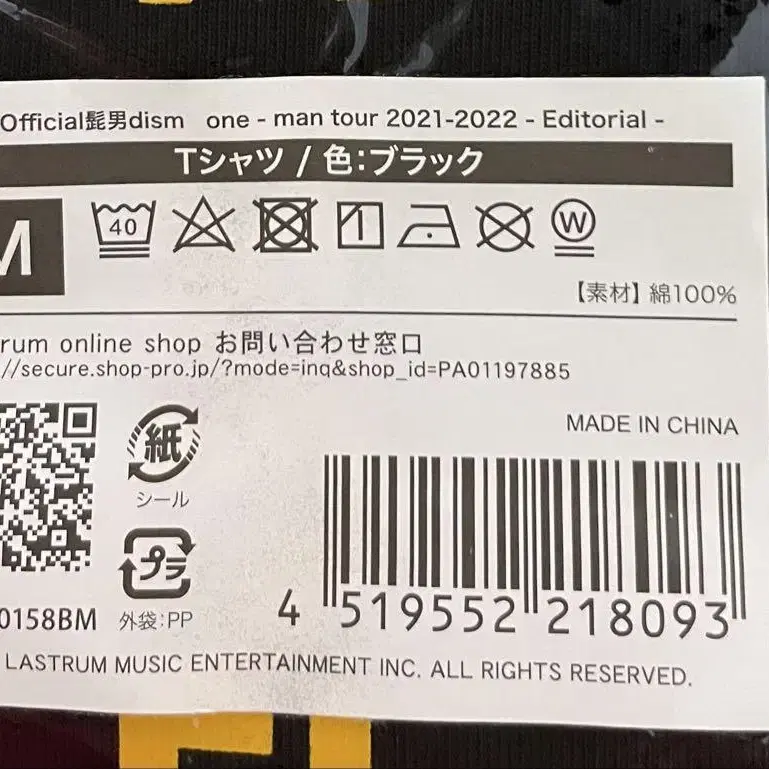 Official髭男dism one - man tour 2021-2022 - Editorial -
Tシャツ / 色:ブラック
M
40
W
【素材】綿100%
rum online shop お問い合わせ窓口
//secure.shop-pro.jp/?mode=inq&shop_id=PA01197885
MADE IN CHINA
紙
シール
プラ
外袋:PP
0158BM
4 519552 218093
LASTRUM MUSIC ENTERTAINMENT INC. ALL RIGHTS RESERVED.